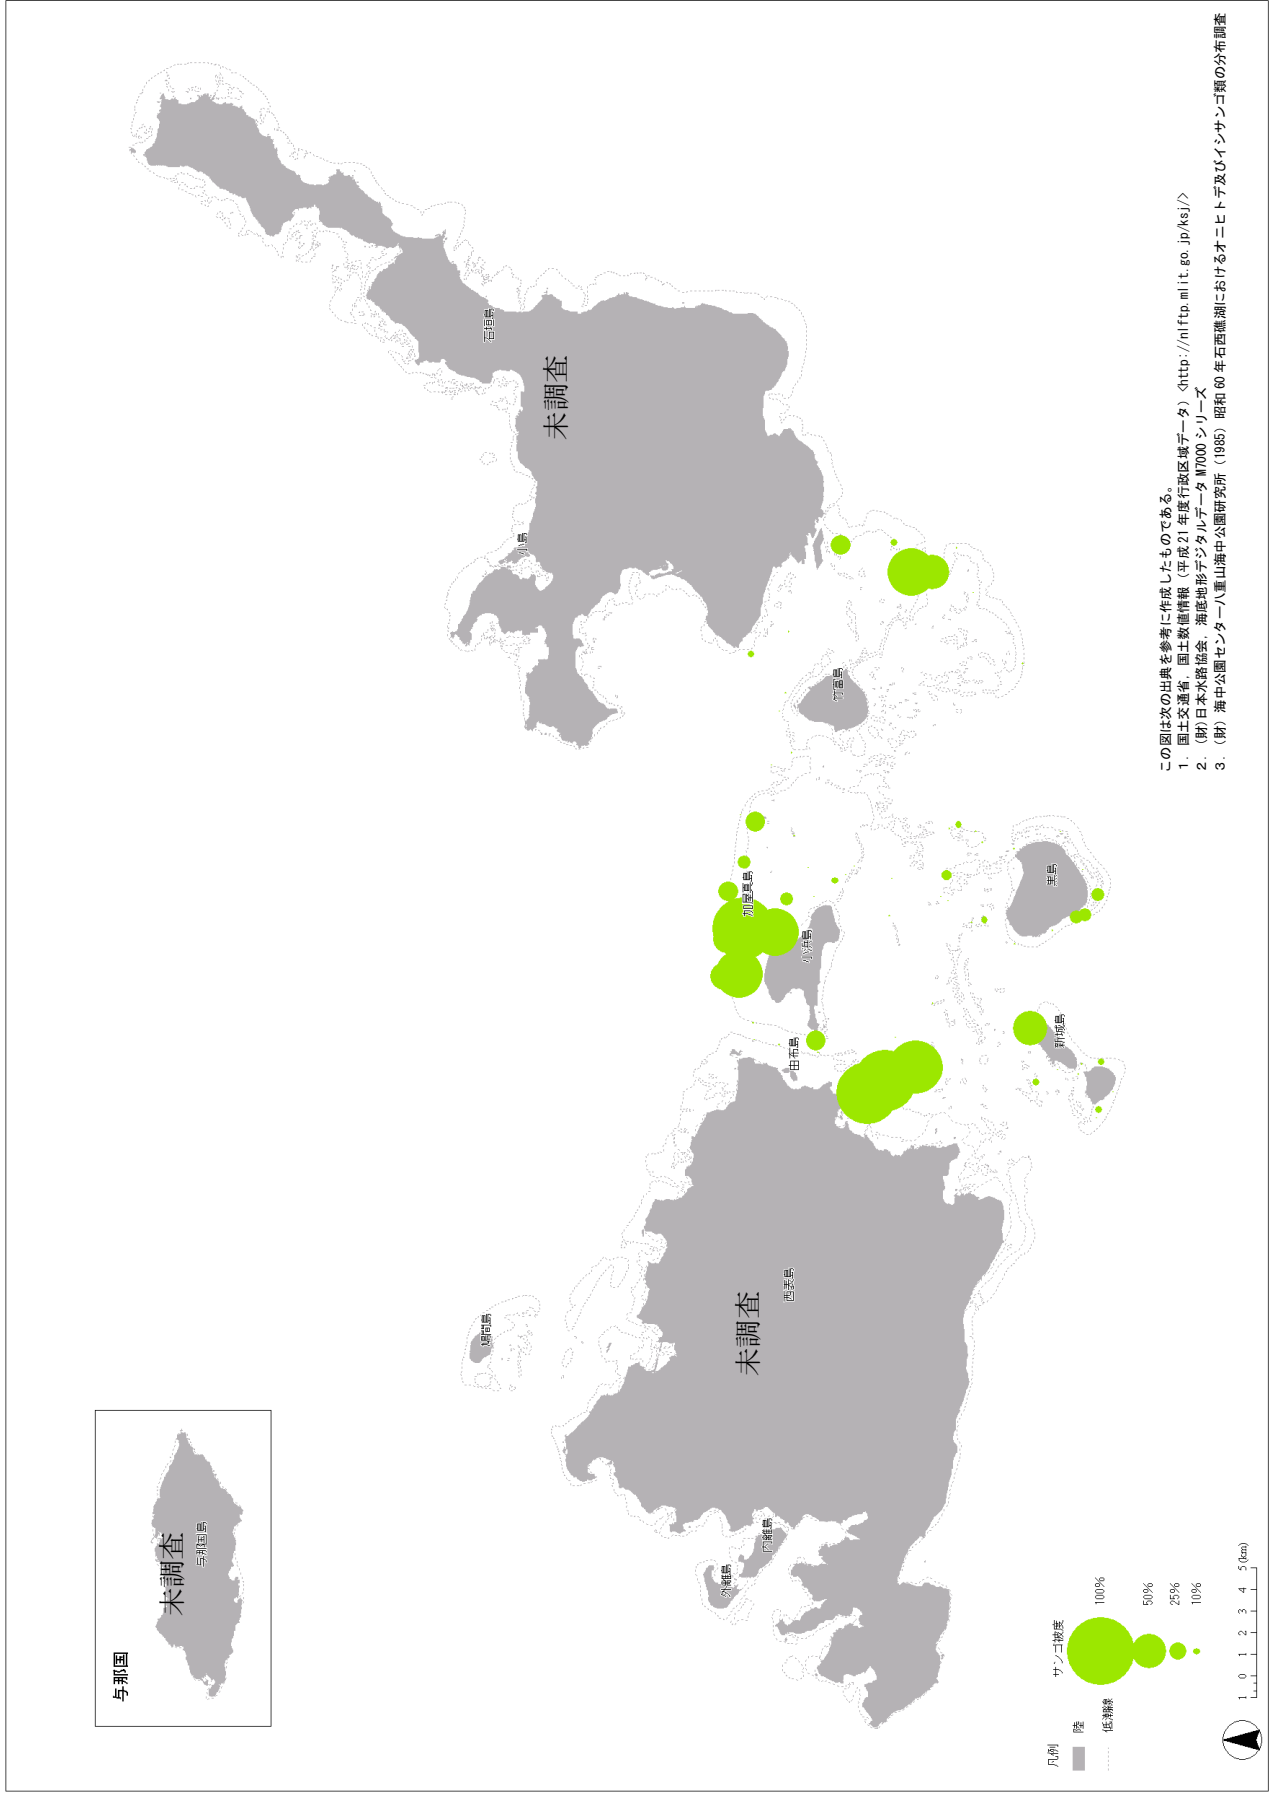 与那国
未調査
与那国島
鳩間島
外離島
内離島
未調査
西表島
由布島
小浜島
加屋真島
竹富島
黒島
新城島
小島
石垣島
未調査
凡例
陸
低潮線
サンゴ被度
100%
50%
25%
10%
1 0 1 2 3 4 5(km)
この図は次の出典を参考に作成したものである。
1. 国土交通省, 国土数値情報（平成21年度行政区域データ）<http://nlftp.mlit.go.jp/ksj/>
2. （財)日本水路協会, 海底地形デジタルデータ M7000 シリーズ
3. （財）海中公園センター八重山海中公園研究所（1985）昭和60年石西礁湖におけるオニヒトデ及びイシサンゴ類の分布調査